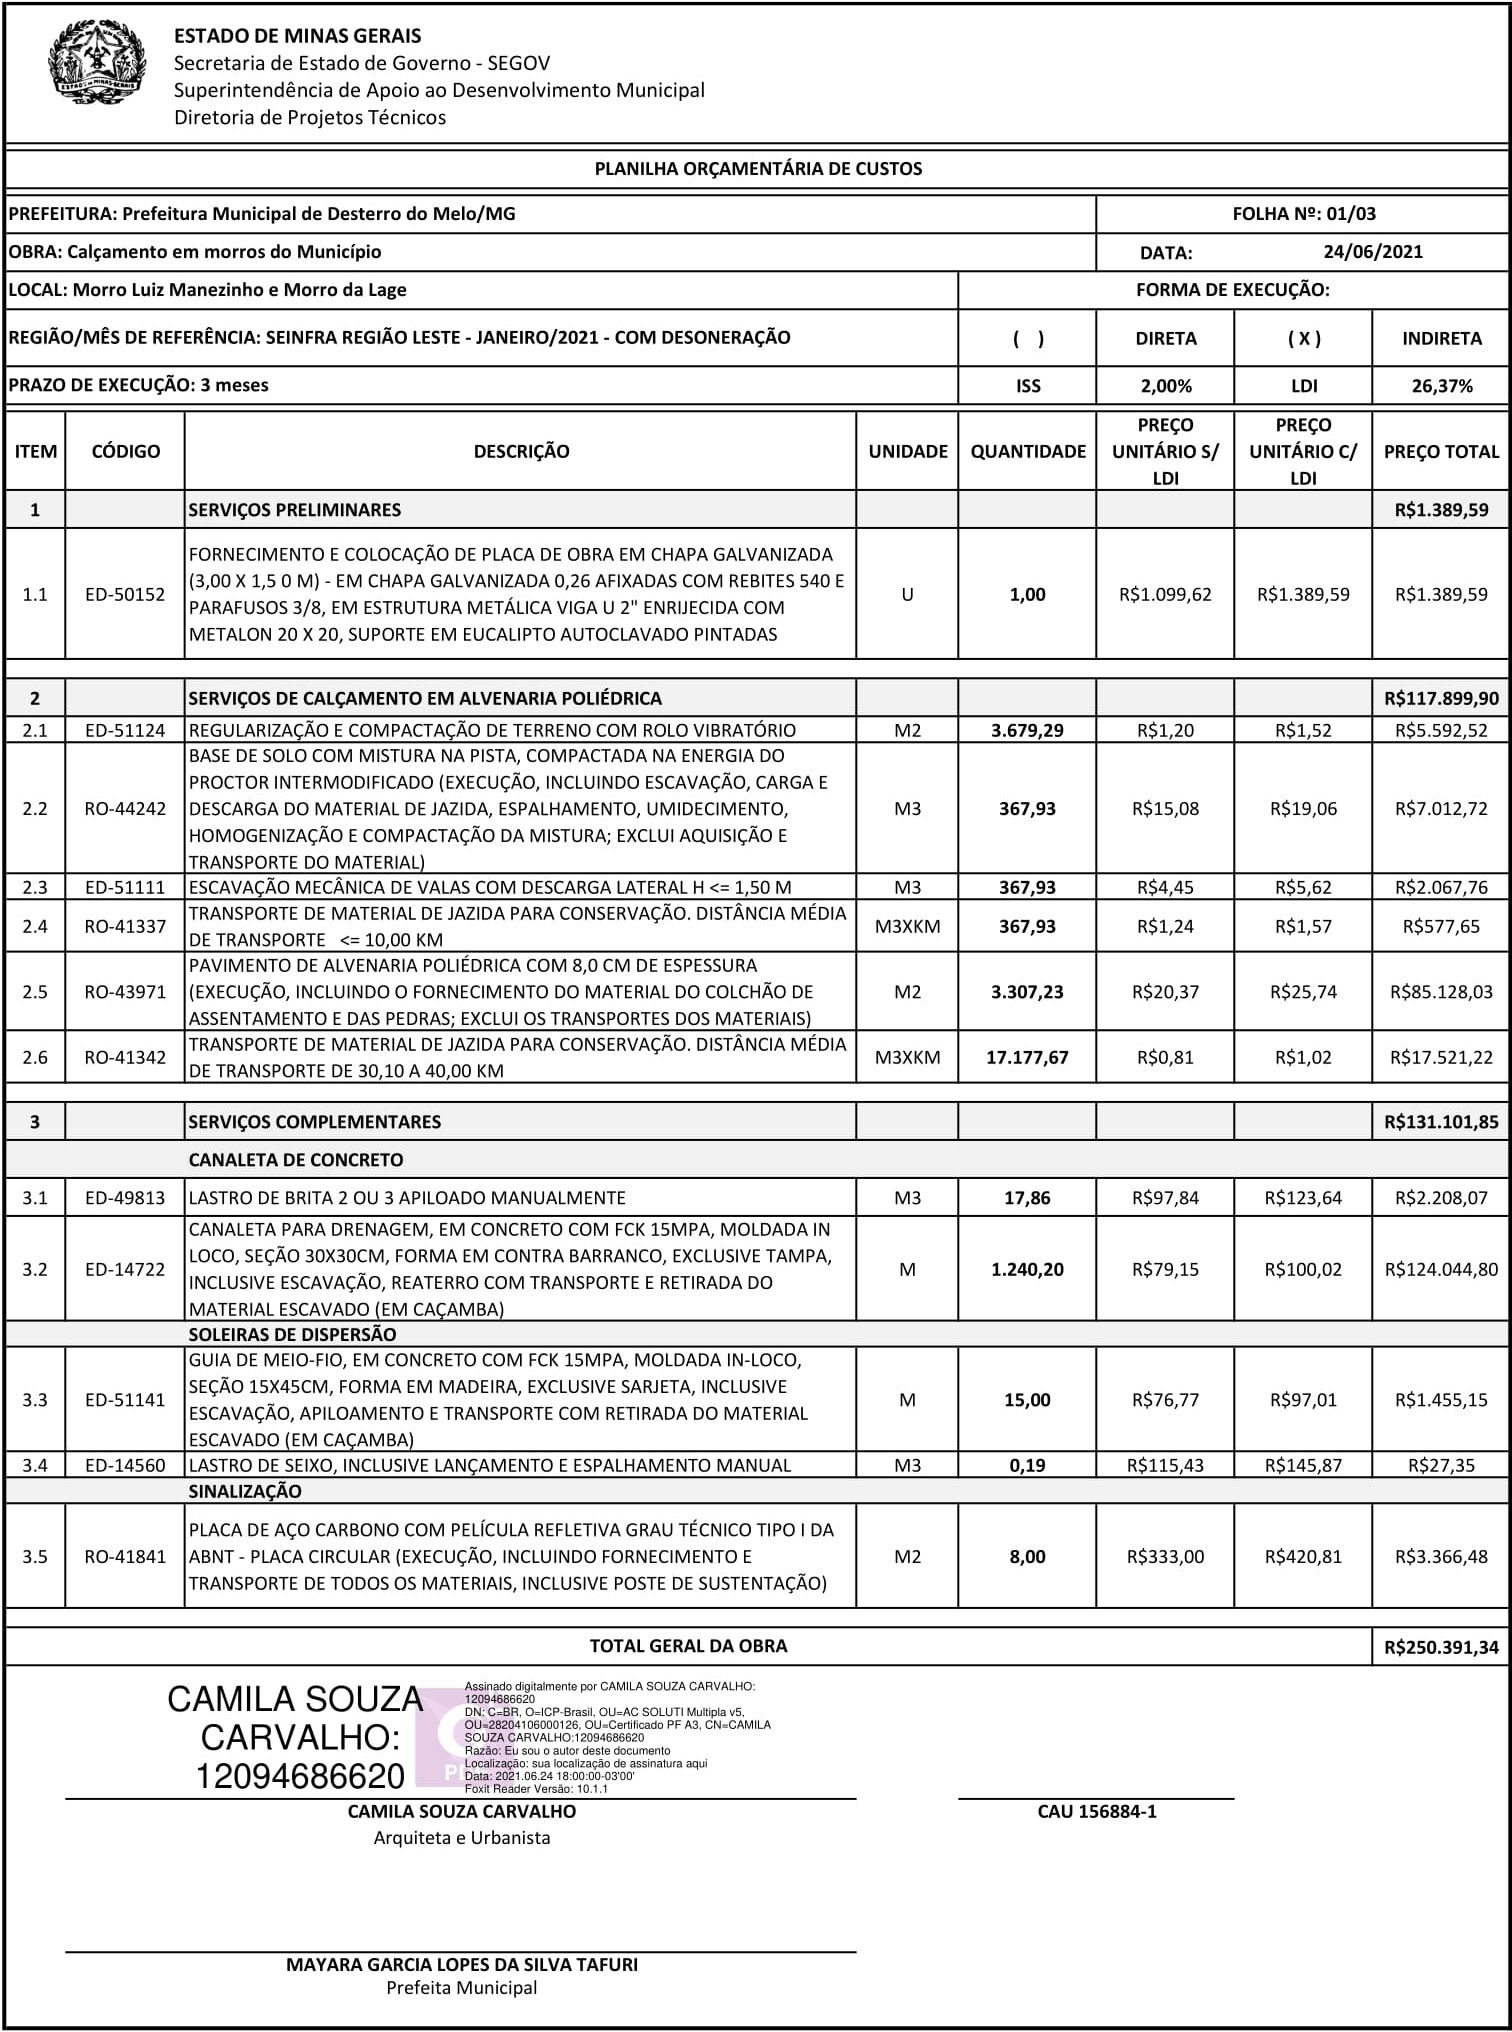 ESTADO DE MINAS GERAIS
Secretaria de Estado de Governo - SEGOV
Superintendência de Apoio ao Desenvolvimento Municipal
Diretoria de Projetos Técnicos
PLANILHA ORÇAMENTÁRIA DE CUSTOS
PREFEITURA: Prefeitura Municipal de Desterro do Melo/MG FOLHA Nº: 01/03
OBRA: Calçamento em morros do Município DATA: 24/06/2021
LOCAL: Morro Luiz Manezinho e Morro da Lage FORMA DE EXECUÇÃO:
REGIÃO/MÊS DE REFERÊNCIA: SEINFRA REGIÃO LESTE - JANEIRO/2021 - COM DESONERAÇÃO ( ) DIRETA ( X ) INDIRETA
PRAZO DE EXECUÇÃO: 3 meses ISS 2,00% LDI 26,37%
ITEM CÓDIGO DESCRIÇÃO UNIDADE QUANTIDADE PREÇO UNITÁRIO S/ LDI PREÇO UNITÁRIO C/ LDI PREÇO TOTAL
1 SERVIÇOS PRELIMINARES R$1.389,59
FORNECIMENTO E COLOCAÇÃO DE PLACA DE OBRA EM CHAPA GALVANIZADA
(3,00 X 1,5 0 M) - EM CHAPA GALVANIZADA 0,26 AFIXADAS COM REBITES 540 E
1.1 ED-50152 PARAFUSOS 3/8, EM ESTRUTURA METÁLICA VIGA U 2" ENRIJECIDA COM U 1,00 R$1.099,62 R$1.389,59 R$1.389,59
METALON 20 X 20, SUPORTE EM EUCALIPTO AUTOCLAVADO PINTADAS
2 SERVIÇOS DE CALÇAMENTO EM ALVENARIA POLIÉDRICA R$117.899,90
2.1 ED-51124 REGULARIZAÇÃO E COMPACTAÇÃO DE TERRENO COM ROLO VIBRATÓRIO M2 3.679,29 R$1,20 R$1,52 R$5.592,52
BASE DE SOLO COM MISTURA NA PISTA, COMPACTADA NA ENERGIA DO
PROCTOR INTERMODIFICADO (EXECUÇÃO, INCLUINDO ESCAVAÇÃO, CARGA E
2.2 RO-44242 DESCARGA DO MATERIAL DE JAZIDA, ESPALHAMENTO, UMIDECIMENTO, M3 367,93 R$15,08 R$19,06 R$7.012,72
HOMOGENIZAÇÃO E COMPACTAÇÃO DA MISTURA; EXCLUI AQUISIÇÃO E
TRANSPORTE DO MATERIAL)
2.3 ED-51111 ESCAVAÇÃO MECÂNICA DE VALAS COM DESCARGA LATERAL H <= 1,50 M M3 367,93 R$4,45 R$5,62 R$2.067,76
2.4 RO-41337 TRANSPORTE DE MATERIAL DE JAZIDA PARA CONSERVAÇÃO. DISTÂNCIA MÉDIA M3XKM 367,93 R$1,24 R$1,57 R$577,65
DE TRANSPORTE <= 10,00 KM
PAVIMENTO DE ALVENARIA POLIÉDRICA COM 8,0 CM DE ESPESSURA
2.5 RO-43971 (EXECUÇÃO, INCLUINDO O FORNECIMENTO DO MATERIAL DO COLCHÃO DE M2 3.307,23 R$20,37 R$25,74 R$85.128,03
ASSENTAMENTO E DAS PEDRAS; EXCLUI OS TRANSPORTES DOS MATERIAIS)
2.6 RO-41342 TRANSPORTE DE MATERIAL DE JAZIDA PARA CONSERVAÇÃO. DISTÂNCIA MÉDIA M3XKM 17.177,67 R$0,81 R$1,02 R$17.521,22
DE TRANSPORTE DE 30,10 A 40,00 KM
3 SERVIÇOS COMPLEMENTARES R$131.101,85
CANALETA DE CONCRETO
3.1 ED-49813 LASTRO DE BRITA 2 OU 3 APILOADO MANUALMENTE M3 17,86 R$97,84 R$123,64 R$2.208,07
CANALETA PARA DRENAGEM, EM CONCRETO COM FCK 15MPA, MOLDADA IN
3.2 ED-14722 LOCO, SEÇÃO 30X30CM, FORMA EM CONTRA BARRANCO, EXCLUSIVE TAMPA, M 1.240,20 R$79,15 R$100,02 R$124.044,80
INCLUSIVE ESCAVAÇÃO, REATERRO COM TRANSPORTE E RETIRADA DO
MATERIAL ESCAVADO (EM CAÇAMBA)
SOLEIRAS DE DISPERSÃO
GUIA DE MEIO-FIO, EM CONCRETO COM FCK 15MPA, MOLDADA IN-LOCO,
3.3 ED-51141 SEÇÃO 15X45CM, FORMA EM MADEIRA, EXCLUSIVE SARJETA, INCLUSIVE M 15,00 R$76,77 R$97,01 R$1.455,15
ESCAVAÇÃO, APILOAMENTO E TRANSPORTE COM RETIRADA DO MATERIAL
ESCAVADO (EM CAÇAMBA)
3.4 ED-14560 LASTRO DE SEIXO, INCLUSIVE LANÇAMENTO E ESPALHAMENTO MANUAL M3 0,19 R$115,43 R$145,87 R$27,35
SINALIZAÇÃO
PLACA DE AÇO CARBONO COM PELÍCULA REFLETIVA GRAU TÉCNICO TIPO I DA
3.5 RO-41841 ABNT - PLACA CIRCULAR (EXECUÇÃO, INCLUINDO FORNECIMENTO E M2 8,00 R$333,00 R$420,81 R$3.366,48
TRANSPORTE DE TODOS OS MATERIAIS, INCLUSIVE POSTE DE SUSTENTAÇÃO)
TOTAL GERAL DA OBRA R$250.391,34
CAMILA SOUZA
CARVALHO:
12094686620
Assinado digitalmente por CAMILA SOUZA CARVALHO:
12094686620
DN: C=BR, O=ICP-Brasil, OU=AC SOLUTI Multipla v5,
OU=28204106000126, OU=Certificado PF A3, CN=CAMILA
SOUZA CARVALHO:12094686620
Razão: Eu sou o autor deste documento
Localização: sua localização de assinatura aqui
Data: 2021.06.24 18:00:00-03'00'
Foxit Reader Versão: 10.1.1
CAMILA SOUZA CARVALHO CAU 156884-1
Arquiteta e Urbanista
MAYARA GARCIA LOPES DA SILVA TAFURI
Prefeita Municipal